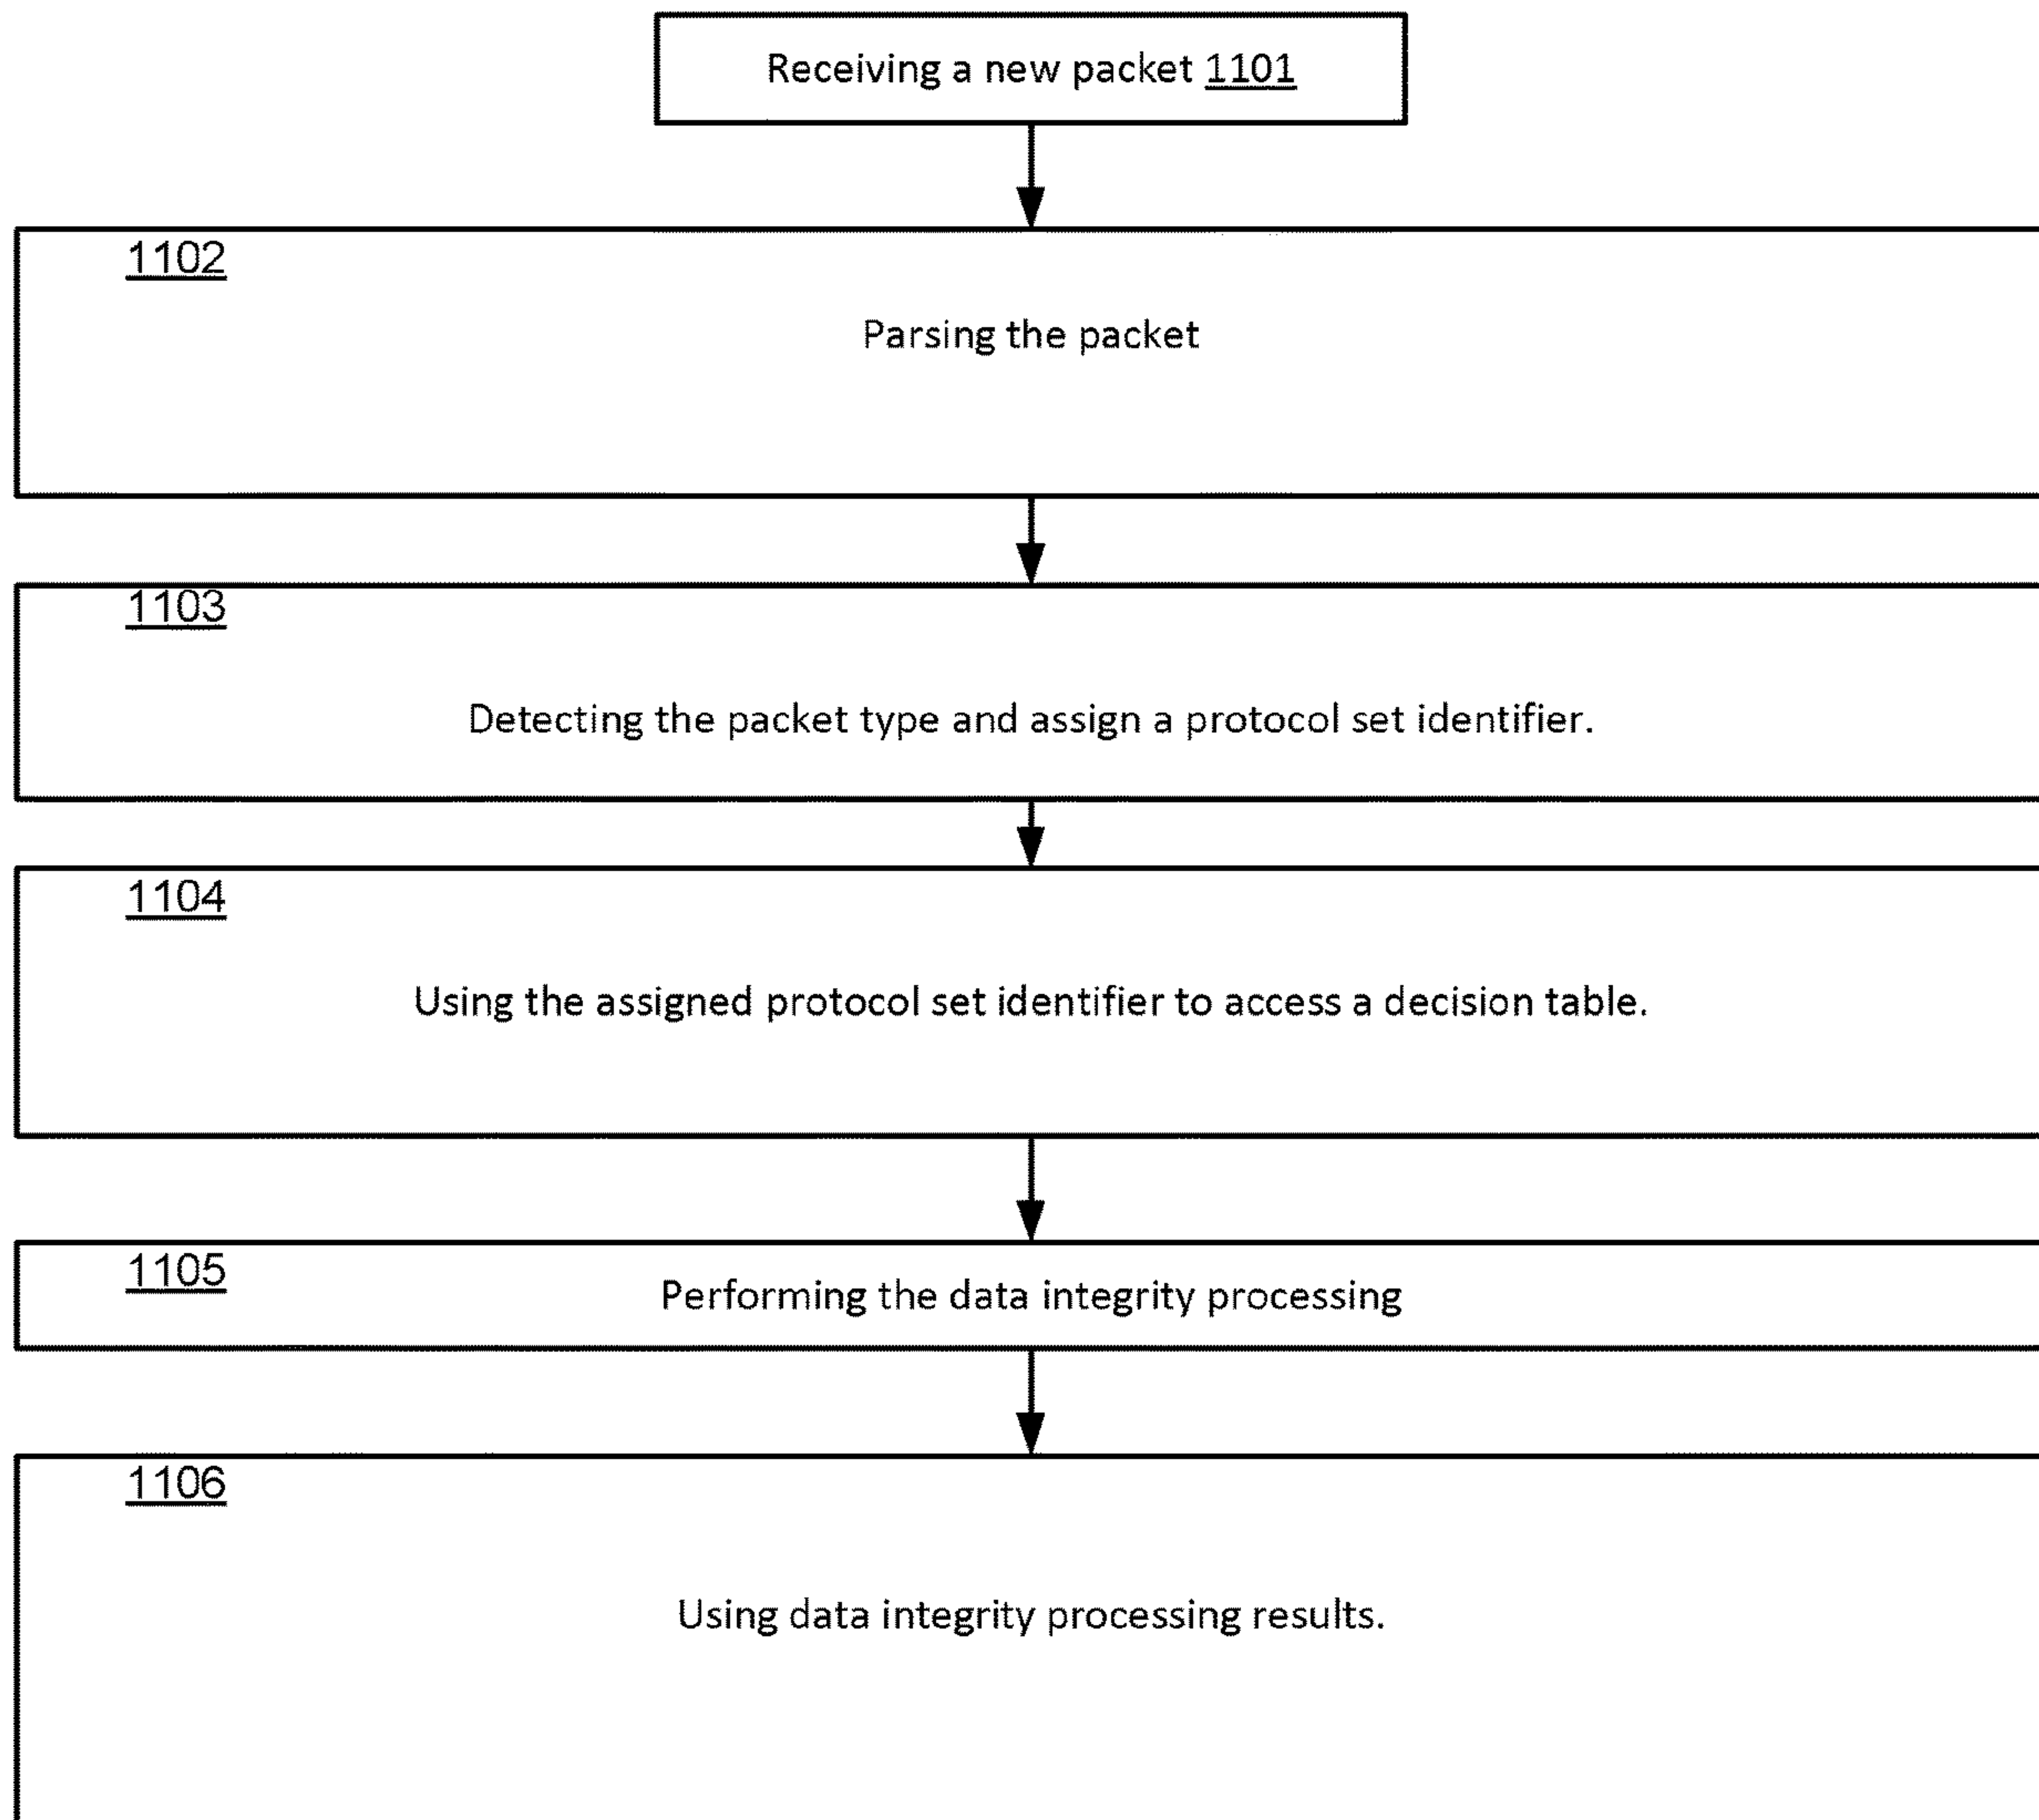 Receiving a new packet 1101
1102
Parsing the packet
1103
Detecting the packet type and assign a protocol set identifier.
1104
Using the assigned protocol set identifier to access a decision table.
1105
Performing the data integrity processing
1106
Using data integrity processing results.